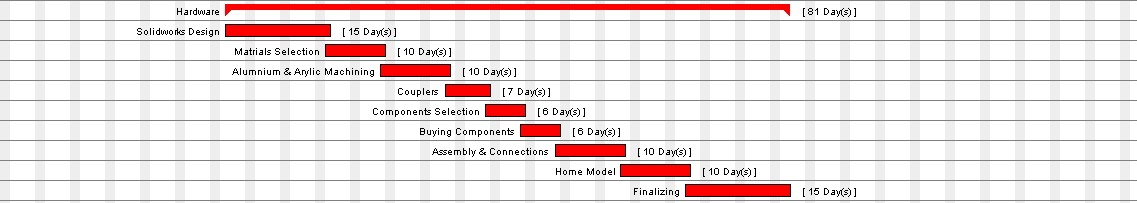 Hardware [ 81 Day(s) ]
Solidworks Design [ 15 Day(s) ]
Matrials Selection [ 10 Day(s) ]
Alumnium & Arylic Machining [ 10 Day(s) ]
Couplers [ 7 Day(s) ]
Components Selection [ 6 Day(s) ]
Buying Components [ 6 Day(s) ]
Assembly & Connections [ 10 Day(s) ]
Home Model [ 10 Day(s) ]
Finalizing [ 15 Day(s) ]